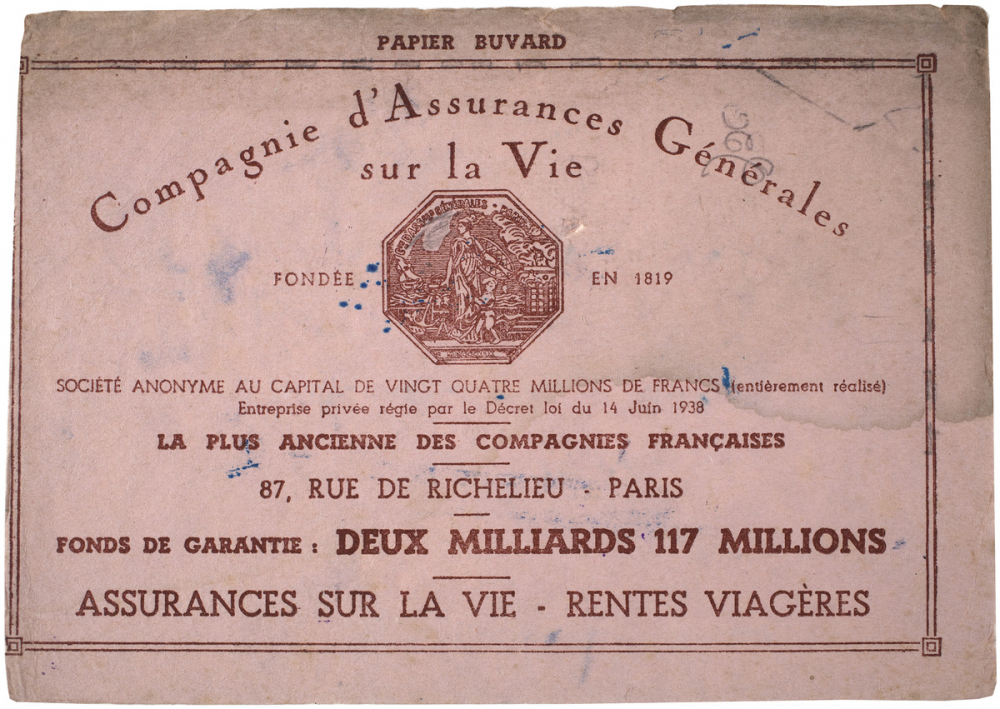 PAPIER BUVARD
Compagnie d'Assurances Générales
sur la Vie
FONDÉE EN 1819
SOCIÉTÉ ANONYME AU CAPITAL DE VINGT QUATRE MILLIONS DE FRANCS (entièrement réalisé)
Entreprise privée régie par le Décret loi du 14 Juin 1938
LA PLUS ANCIENNE DES COMPAGNIES FRANÇAISES
87, RUE DE RICHELIEU - PARIS
FONDS DE GARANTIE : DEUX MILLIARDS 117 MILLIONS
ASSURANCES SUR LA VIE - RENTES VIAGÈRES